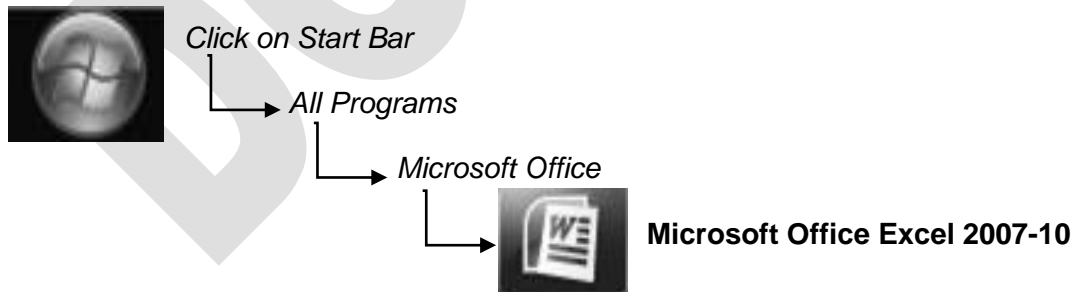 Click on Start Bar
All Programs
Microsoft Office
W
Microsoft Office Excel 2007-10